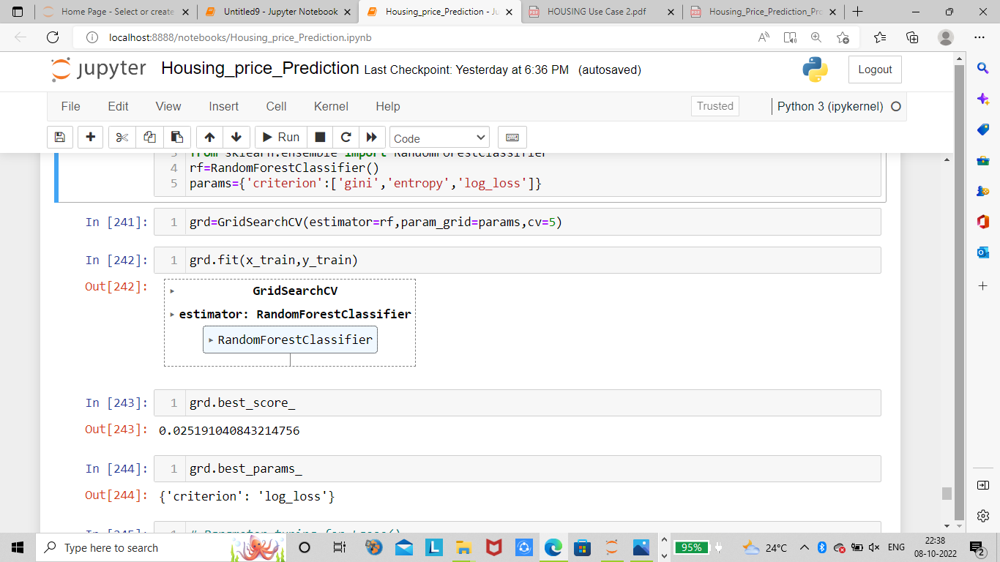 Home Page - Select or create
Untitled9 - Jupyter Notebook
Housing_price_Prediction - Ju
HOUSING Use Case 2.pdf
Housing_Price_Prediction_Pro
localhost:8888/notebooks/Housing_price_Prediction.ipynb
jupyter Housing_price_Prediction Last Checkpoint: Yesterday at 6:36 PM (autosaved)
Logout
File Edit View Insert Cell Kernel Help
Trusted
Python 3 (ipykernel)
Run
Code
3 from sklearn.ensemble import RandomForestClassifier
4 rf=RandomForestClassifier()
5 params={'criterion':['gini','entropy','log_loss']}
In [241]: 1 grd=GridSearchCV(estimator=rf,param_grid=params,cv=5)
In [242]: 1 grd.fit(x_train,y_train)
Out[242]:
GridSearchCV
estimator: RandomForestClassifier
RandomForestClassifier
In [243]: 1 grd.best_score_
Out[243]: 0.025191040843214756
In [244]: 1 grd.best_params_
Out[244]: {'criterion': 'log_loss'}
In [245]: 1
Type here to search
95%
24°C
ENG
22:38
08-10-2022
2